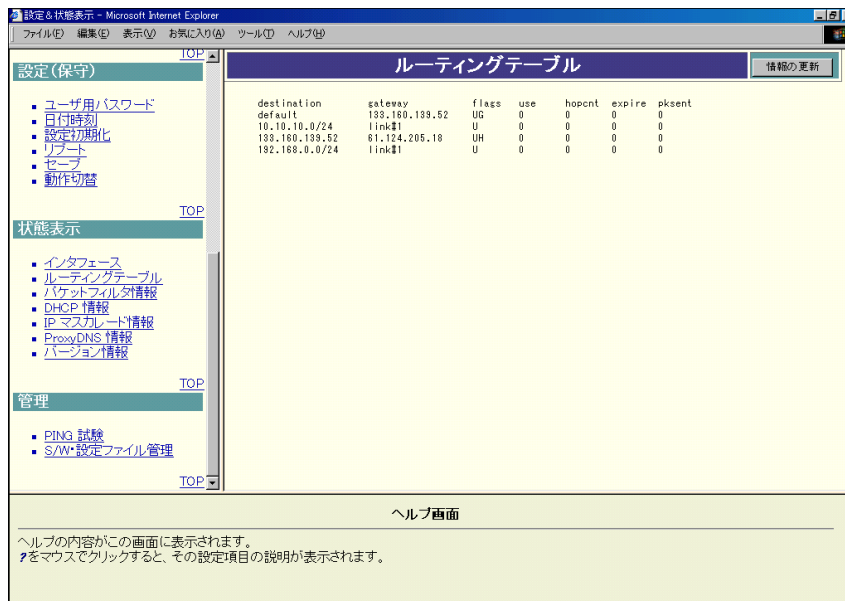 設定&状態表示 - Microsoft Internet Explorer
ファイル(F) 編集(E) 表示(V) お気に入り(A) ツール(T) ヘルプ(H)
TOP
設定(保守)
ユーザ用パスワード
日付時刻
設定初期化
リブート
セーブ
動作切替
TOP
状態表示
インタフェース
ルーティングテーブル
パケットフィルタ情報
DHCP 情報
IP マスカレード情報
ProxyDNS 情報
バージョン情報
TOP
管理
PING 試験
S/W・設定ファイル管理
TOP
ルーティングテーブル
情報の更新
destination gateway flags use hopcnt expire pksent
default 133.160.139.52 UG 0 0 0 0
10.10.10.0/24 link#1 U 0 0 0 0
133.160.139.52 61.124.205.18 UH 0 0 0 0
192.168.0.0/24 link#1 U 0 0 0 0
ヘルプ画面
ヘルプの内容がこの画面に表示されます。
?をマウスでクリックすると、その設定項目の説明が表示されます。